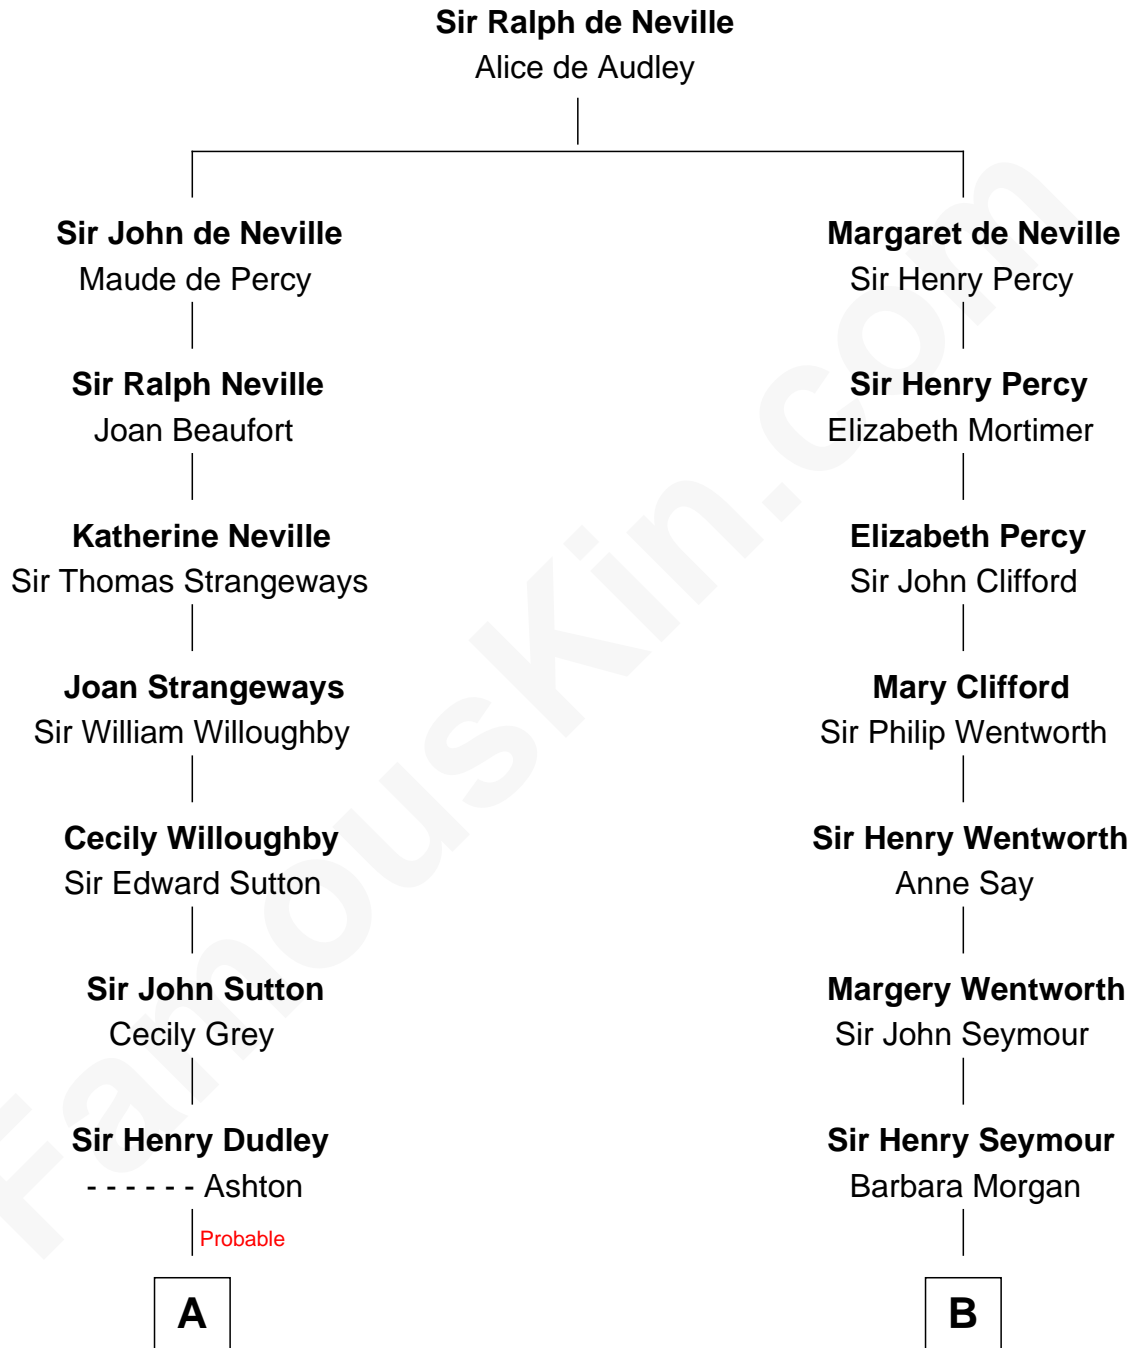 Sir Ralph de Neville
Alice de Audley
Sir John de Neville
Maude de Percy
Margaret de Neville
Sir Henry Percy
Sir Ralph Neville
Joan Beaufort
Sir Henry Percy
Elizabeth Mortimer
Katherine Neville
Sir Thomas Strangeways
Elizabeth Percy
Sir John Clifford
Joan Strangeways
Sir William Willoughby
Mary Clifford
Sir Philip Wentworth
Cecily Willoughby
Sir Edward Sutton
Sir Henry Wentworth
Anne Say
Sir John Sutton
Cecily Grey
Margery Wentworth
Sir John Seymour
Sir Henry Dudley
- - - - - - Ashton
Sir Henry Seymour
Barbara Morgan
Probable
A
B
FamousKin.com